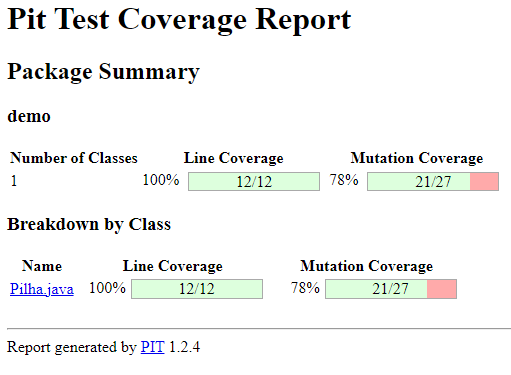 Pit Test Coverage Report
Package Summary
demo
Number of Classes Line Coverage Mutation Coverage
1 100% 12/12 78% 21/27
Breakdown by Class
Name Line Coverage Mutation Coverage
Pilha.java 100% 12/12 78% 21/27
Report generated by PIT 1.2.4